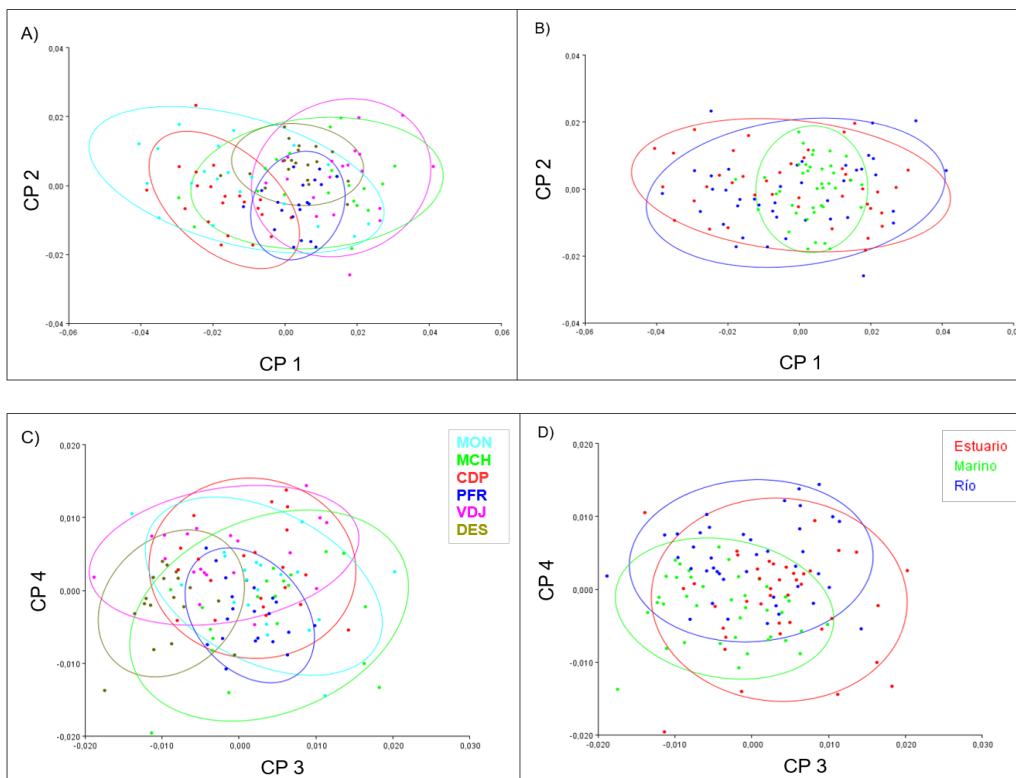 A)
0,04
0,02
0,00
-0,02
-0,04
-0,06
-0,04
-0,02
0,00
0,02
0,04
0,06
CP 2
CP 1
B)
0,04
0,02
0,00
-0,02
-0,04
-0,06
-0,04
-0,02
0,00
0,02
0,04
CP 2
CP 1
C)
0,020
0,010
0,000
-0,010
-0,020
-0,020
-0,010
0,000
0,010
0,020
0,030
CP 4
CP 3
MON
MCH
CDP
PFR
VDJ
DES
D)
0,020
0,010
0,000
-0,010
-0,020
-0,020
-0,010
0,000
0,010
0,020
0,030
CP 4
CP 3
Estuario
Marino
Río